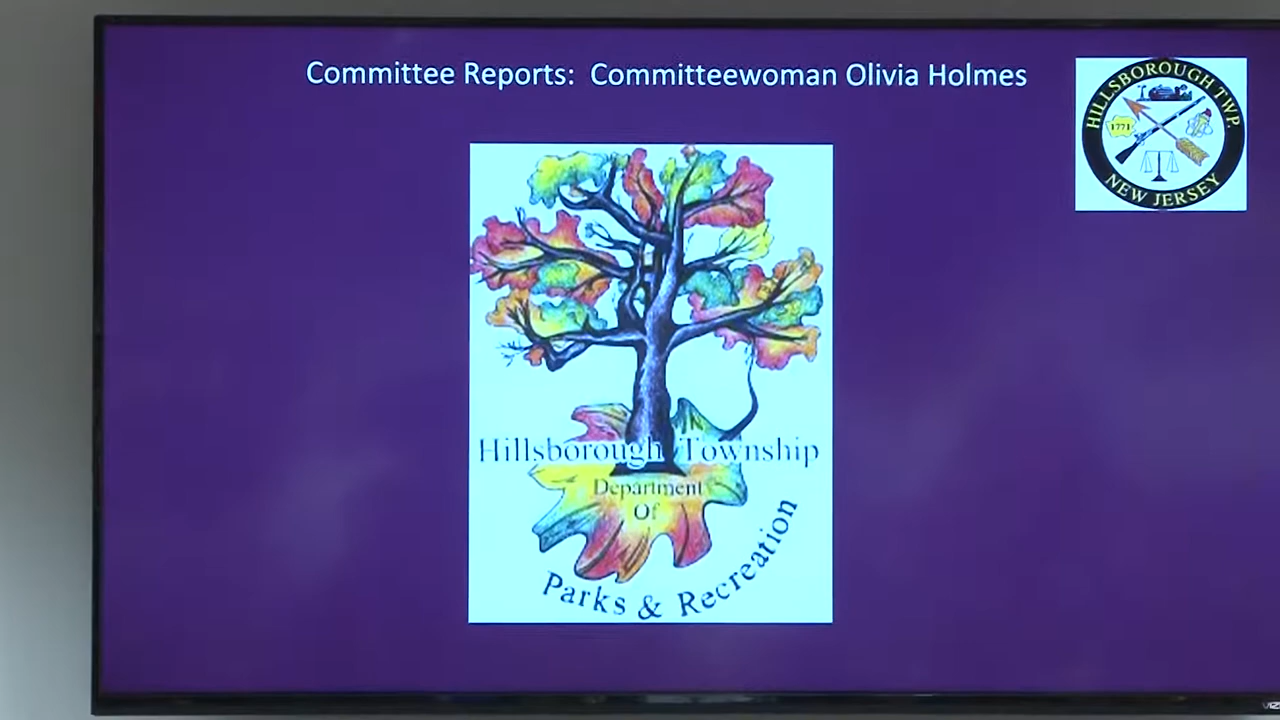 Committee Reports: Committeewoman Olivia Holmes
HILLSBOROUGH TWP.
1771
NEW JERSEY
Hillsborough Township
Department
Of
Parks & Recreation